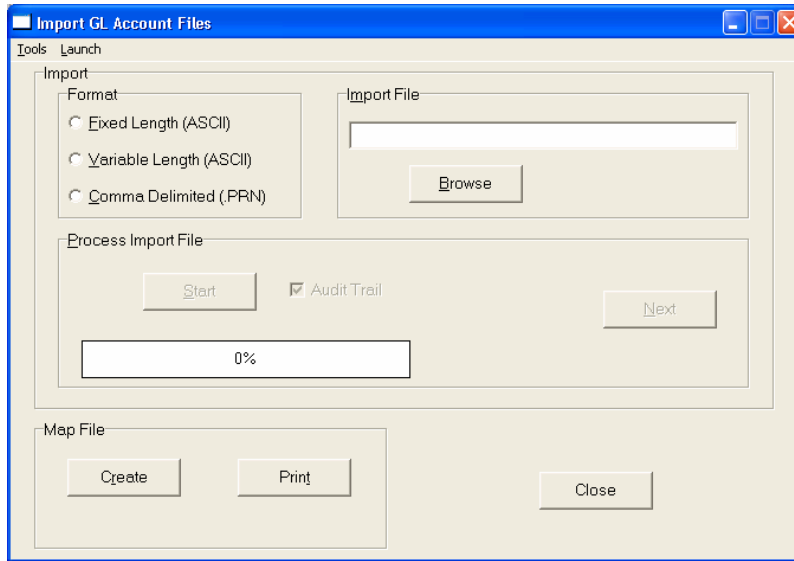 Import GL Account Files
Tools Launch
Import
Format
Fixed Length (ASCII)
Variable Length (ASCII)
Comma Delimited (.PRN)
Import File
Browse
Process Import File
Start
Audit Trail
Next
0%
Map File
Create
Print
Close